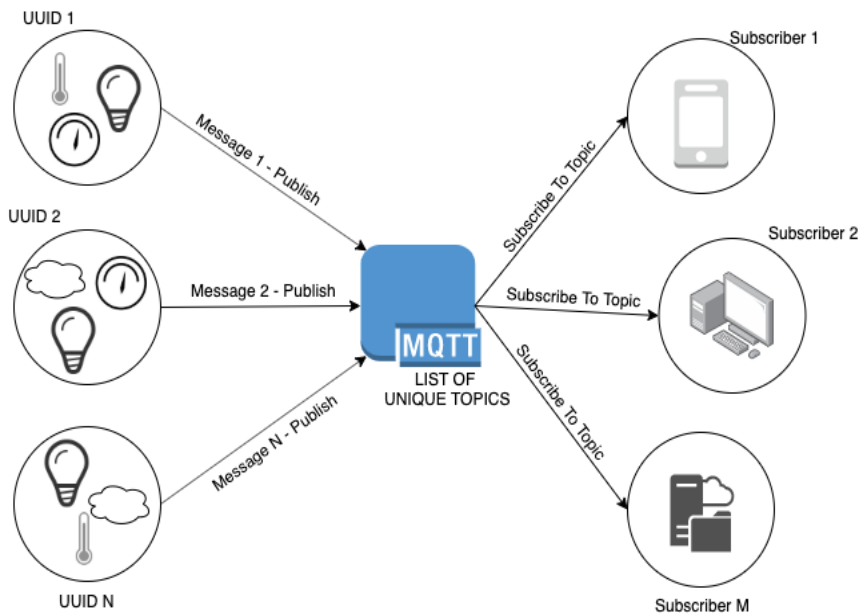 UUID 1
Message 1 - Publish
UUID 2
Message 2 - Publish
UUID N
Message N - Publish
MQTT
LIST OF
UNIQUE TOPICS
Subscribe To Topic
Subscriber 1
Subscribe To Topic
Subscriber 2
Subscribe To Topic
Subscriber M